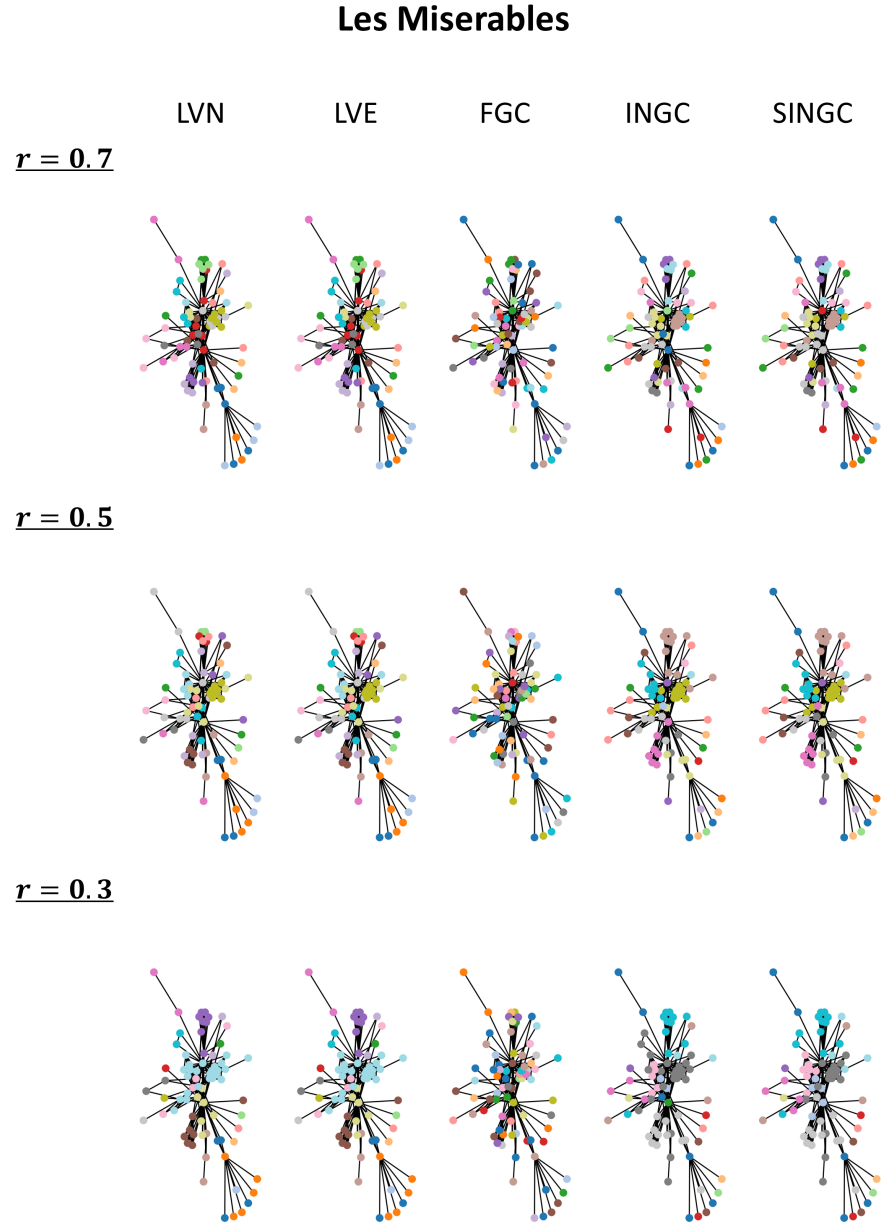 Les Miserables
LVN LVE FGC INGC SINGC
r = 0.7
r = 0.5
r = 0.3